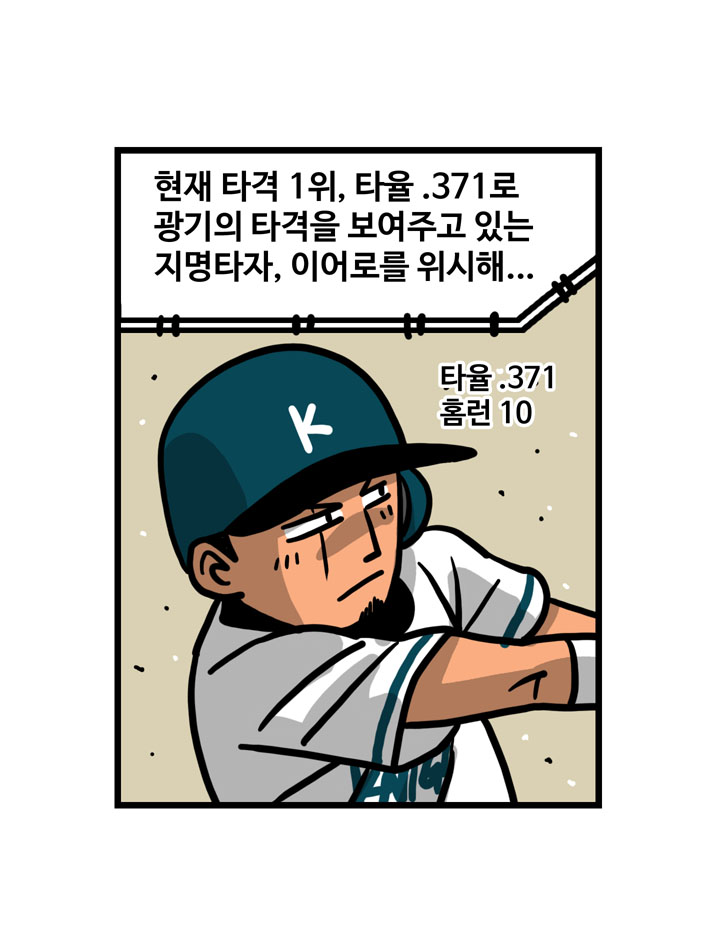 현재 타격 1위, 타율 .371로
광기의 타격을 보여주고 있는
지명타자, 이어로를 위시해...
타율 .371
홈런 10
K